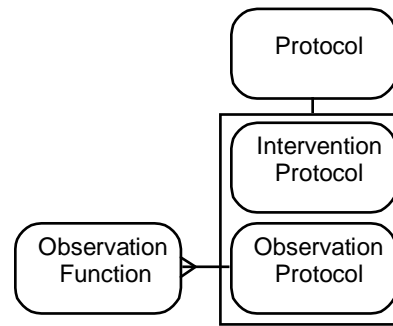 Protocol
Intervention
Protocol
Observation
Function
Observation
Protocol